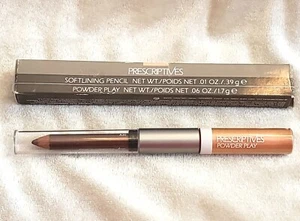 PRESCRIPTIVES
SOFTLINING PENCIL NET WT/POIDS NET .01 OZ/.39 g
POWDER PLAY NET WT/POIDS NET .06 OZ/1.7 g
PRESCRIPTIVES
POWDER PLAY